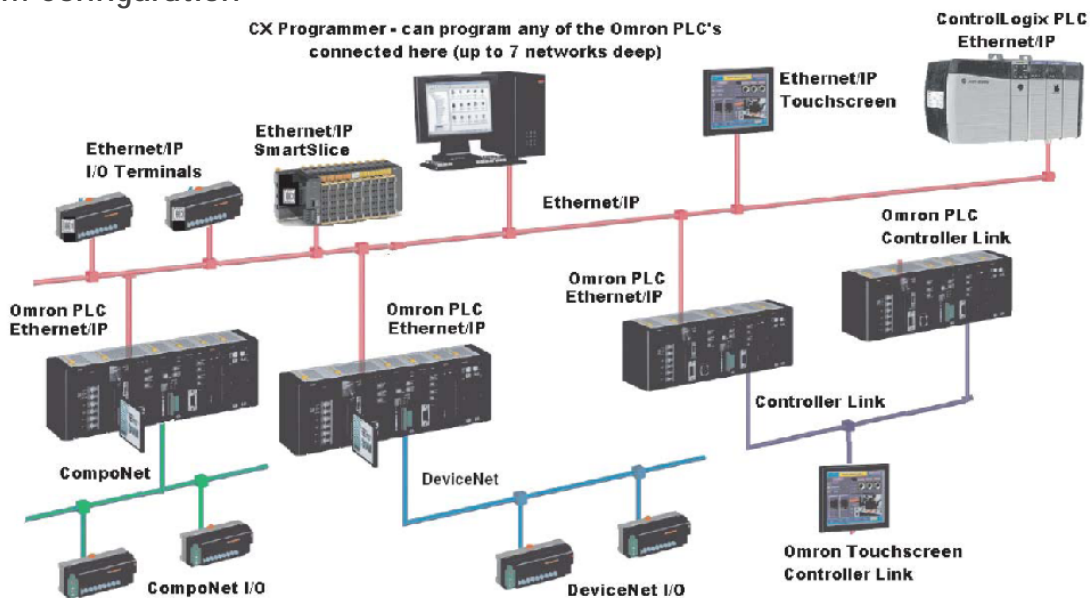 CX Programmer - can program any of the Omron PLC's
connected here (up to 7 networks deep)
ControlLogix PLC
Ethernet/IP
Ethernet/IP
Touchscreen
Ethernet/IP
SmartSlice
Ethernet/IP
I/O Terminals
Ethernet/IP
Omron PLC
Controller Link
Omron PLC
Ethernet/IP
Omron PLC
Ethernet/IP
Omron PLC
Ethernet/IP
Controller Link
CompoNet
DeviceNet
CompoNet I/O
DeviceNet I/O
Omron Touchscreen
Controller Link